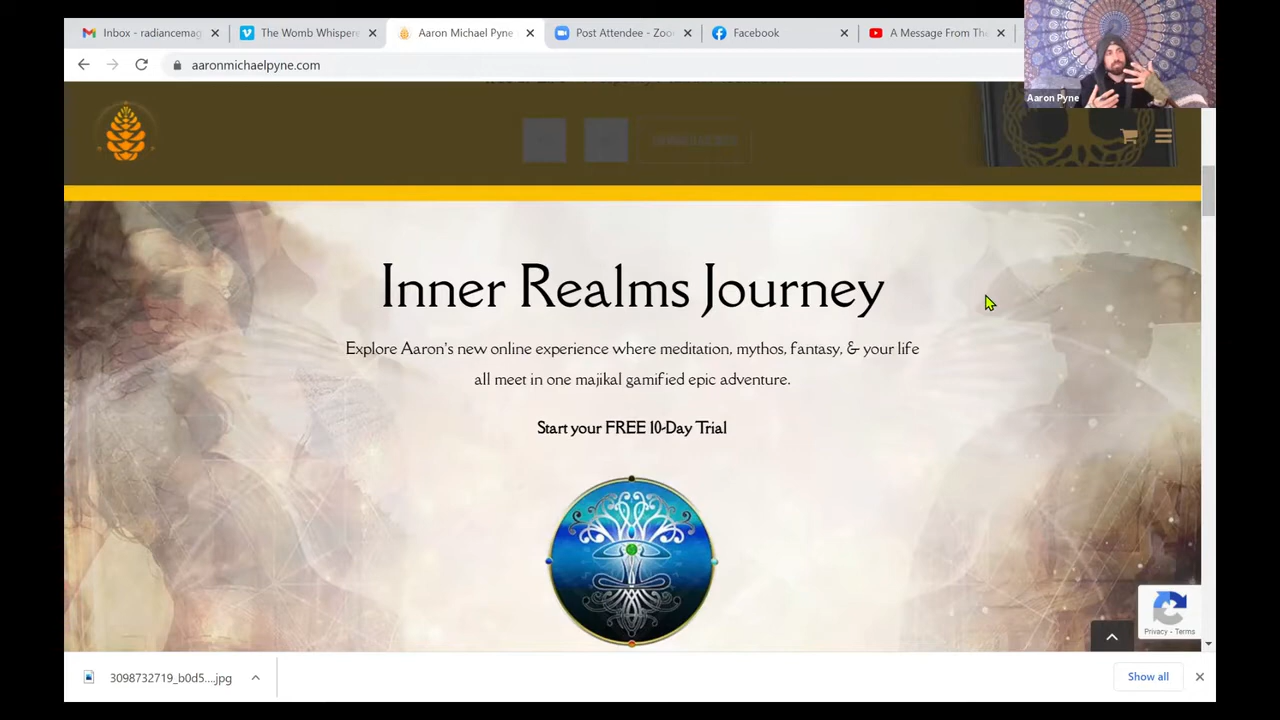 Inbox - radiancemag
The Womb Whispere
Aaron Michael Pyne
Post Attendee - Zoo
Facebook
A Message From The
aaronmichaelpyne.com
Aaron Pyne
Inner Realms Journey
Explore Aaron's new online experience where meditation, mythos, fantasy, & your life
all meet in one majikal gamified epic adventure.
Start your FREE 10-Day Trial
Privacy - Terms
3098732719_b0d5....jpg
Show all